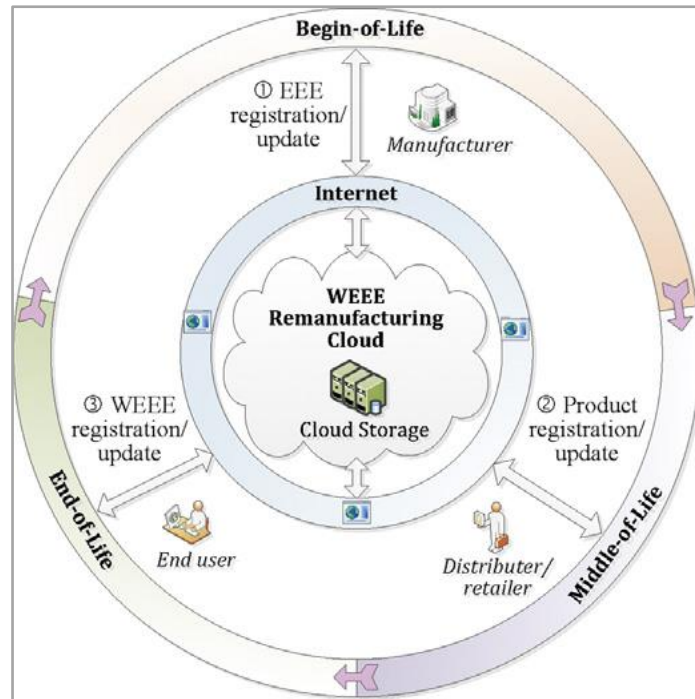 Begin-of-Life
① EEE
registration/
update
Manufacturer
Internet
WEEE
Remanufacturing
Cloud
Cloud Storage
③ WEEE
registration/
update
② Product
registration/
update
End-of-Life
End user
Distributer/
retailer
Middle-of-Life